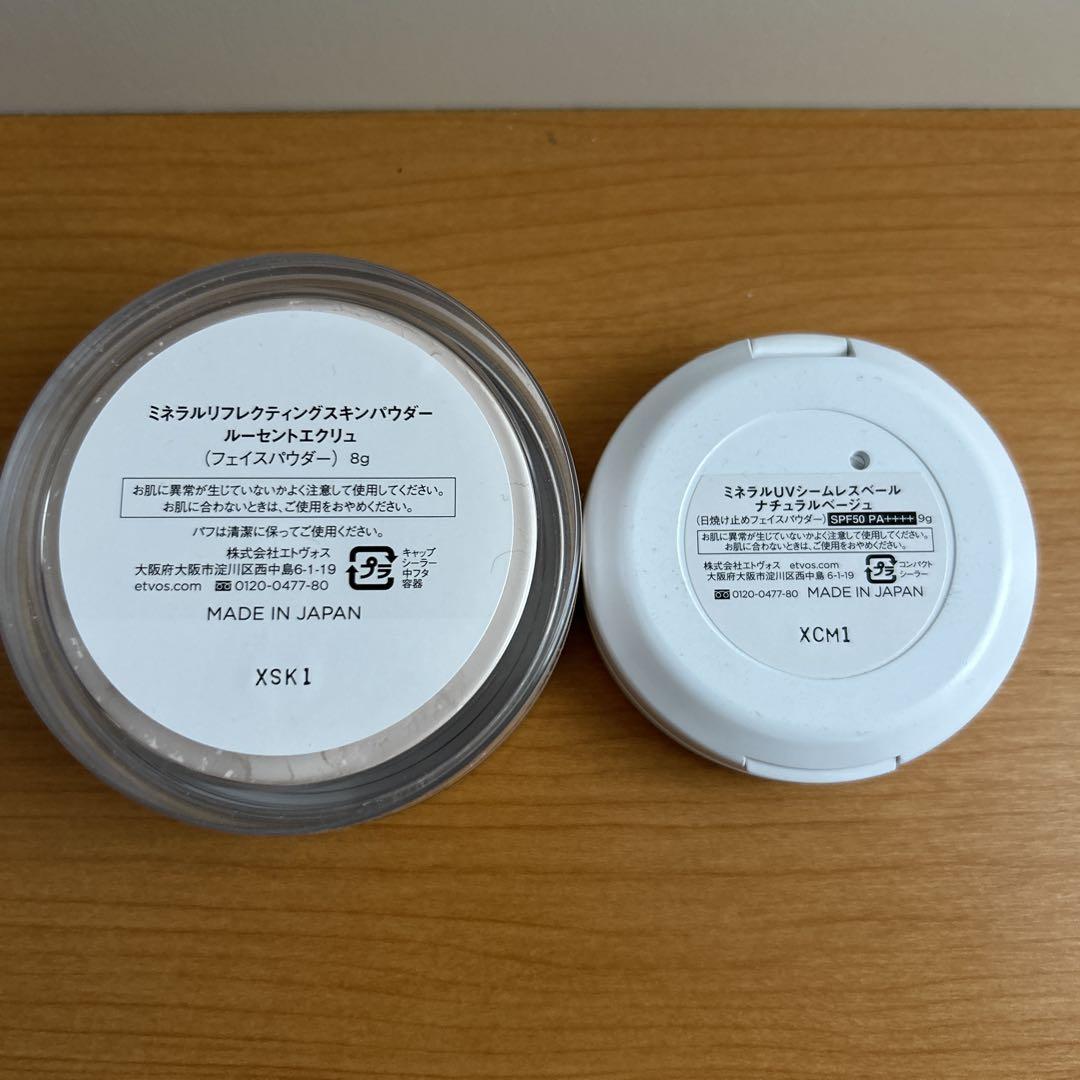 ミネラルリフレクティングスキンパウダー
ルーセントエクリュ
(フェイスパウダー) 8g
お肌に異常が生じていないかよく注意して使用してください。
お肌に合わないときは、ご使用をおやめください。
パフは清潔に保ってご使用ください。
株式会社エトヴォス
大阪府大阪市淀川区西中島6-1-19
etvos.com 0120-0477-80
プラ
キャップ
シーラー
中フタ
容器
MADE IN JAPAN
XSK1
ミネラルUVシームレスベール
ナチュラルベージュ
(日焼け止めフェイスパウダー) SPF50 PA++++ 9g
お肌に異常が生じていないかよく注意して使用してください。
お肌に合わないときは、ご使用をおやめください。
株式会社エトヴォス etvos.com
大阪府大阪市淀川区西中島 6-1-19
プラ
コンパクト
シーラー
0120-0477-80 MADE IN JAPAN
XCM1